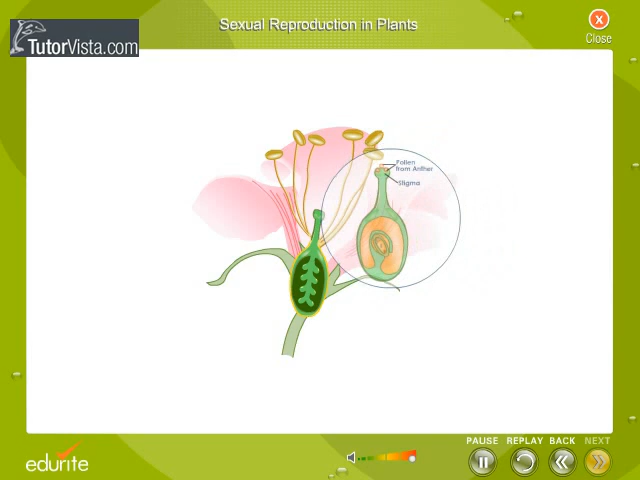 Sexual Reproduction in Plants
X
Close
TutorVista.com
Pollen
from Anther
Stigma
PAUSE REPLAY BACK NEXT
edurite